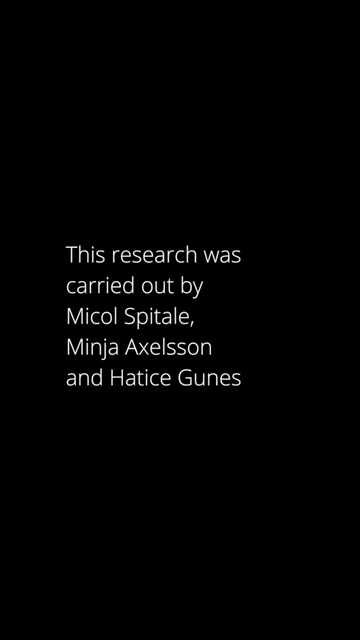 This research was
carried out by
Micol Spitale,
Minja Axelsson
and Hatice Gunes